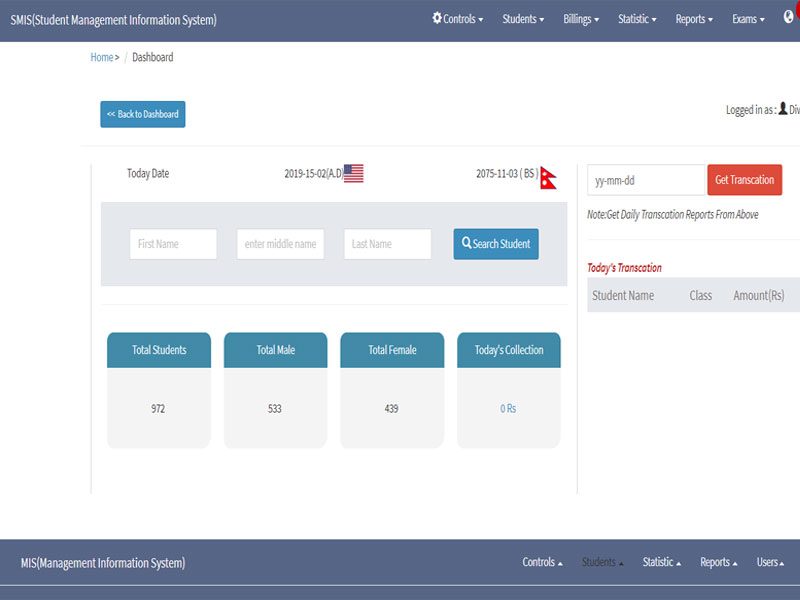 SMIS(Student Management Information System) Controls Students Billings Statistic Reports Exams
Home > / Dashboard
<< Back to Dashboard
Logged in as : Div
Today Date 2019-15-02(A.D) 2075-11-03 ( BS )
yy-mm-dd Get Transcation
Note:Get Daily Transcation Reports From Above
First Name enter middle name Last Name Search Student
Today's Transcation
Student Name Class Amount(Rs)
Total Students Total Male Total Female Today's Collection
972 533 439 0 Rs
MIS(Management Information System) Controls Students Statistic Reports Users